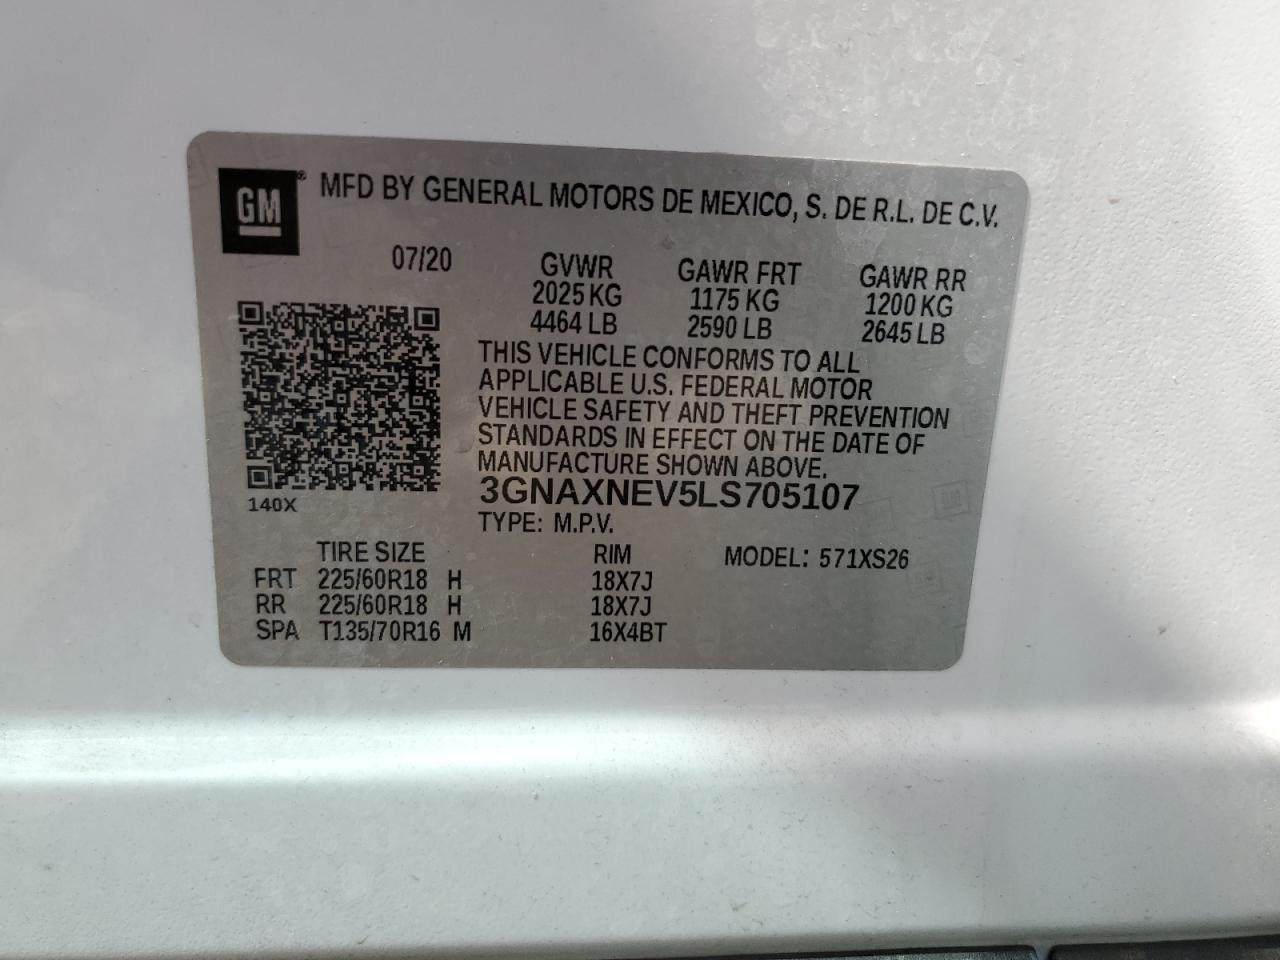 GM® MFD BY GENERAL MOTORS DE MEXICO, S. DE R.L. DE C.V.
07/20 GVWR GAWR FRT GAWR RR
2025 KG 1175 KG 1200 KG
4464 LB 2590 LB 2645 LB
THIS VEHICLE CONFORMS TO ALL
APPLICABLE U.S. FEDERAL MOTOR
VEHICLE SAFETY AND THEFT PREVENTION
STANDARDS IN EFFECT ON THE DATE OF
MANUFACTURE SHOWN ABOVE.
140X 3GNAXNEV5LS705107
TYPE: M.P.V.
TIRE SIZE RIM MODEL: 571XS26
FRT 225/60R18 H 18X7J
RR 225/60R18 H 18X7J
SPA T135/70R16 M 16X4BT